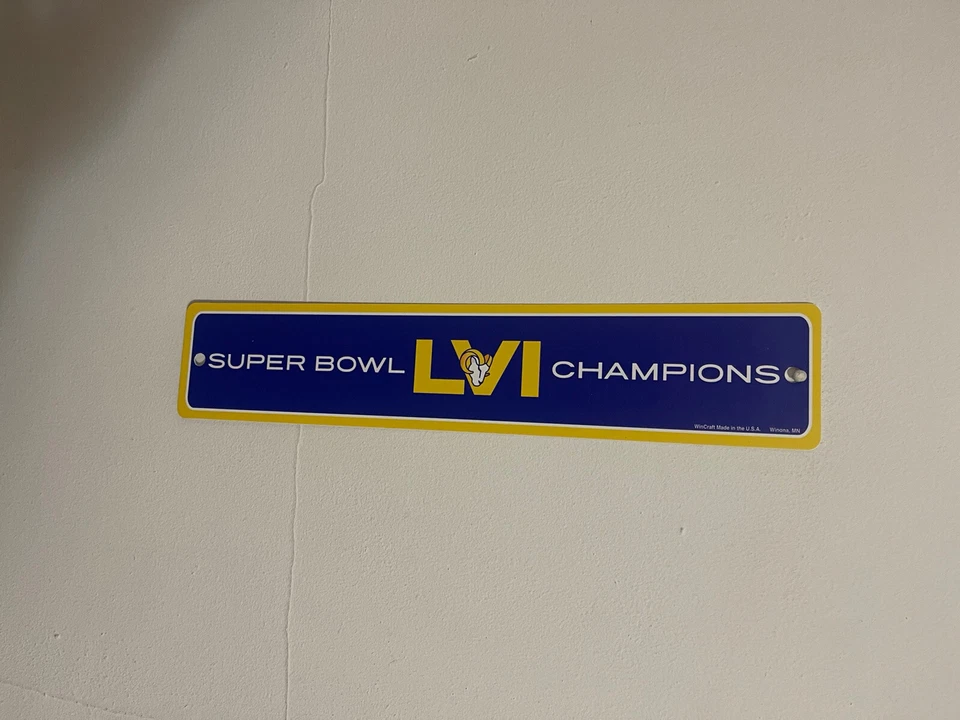 SUPER BOWL LVI CHAMPIONS
WinCraft Made in the U.S.A. Winona, MN